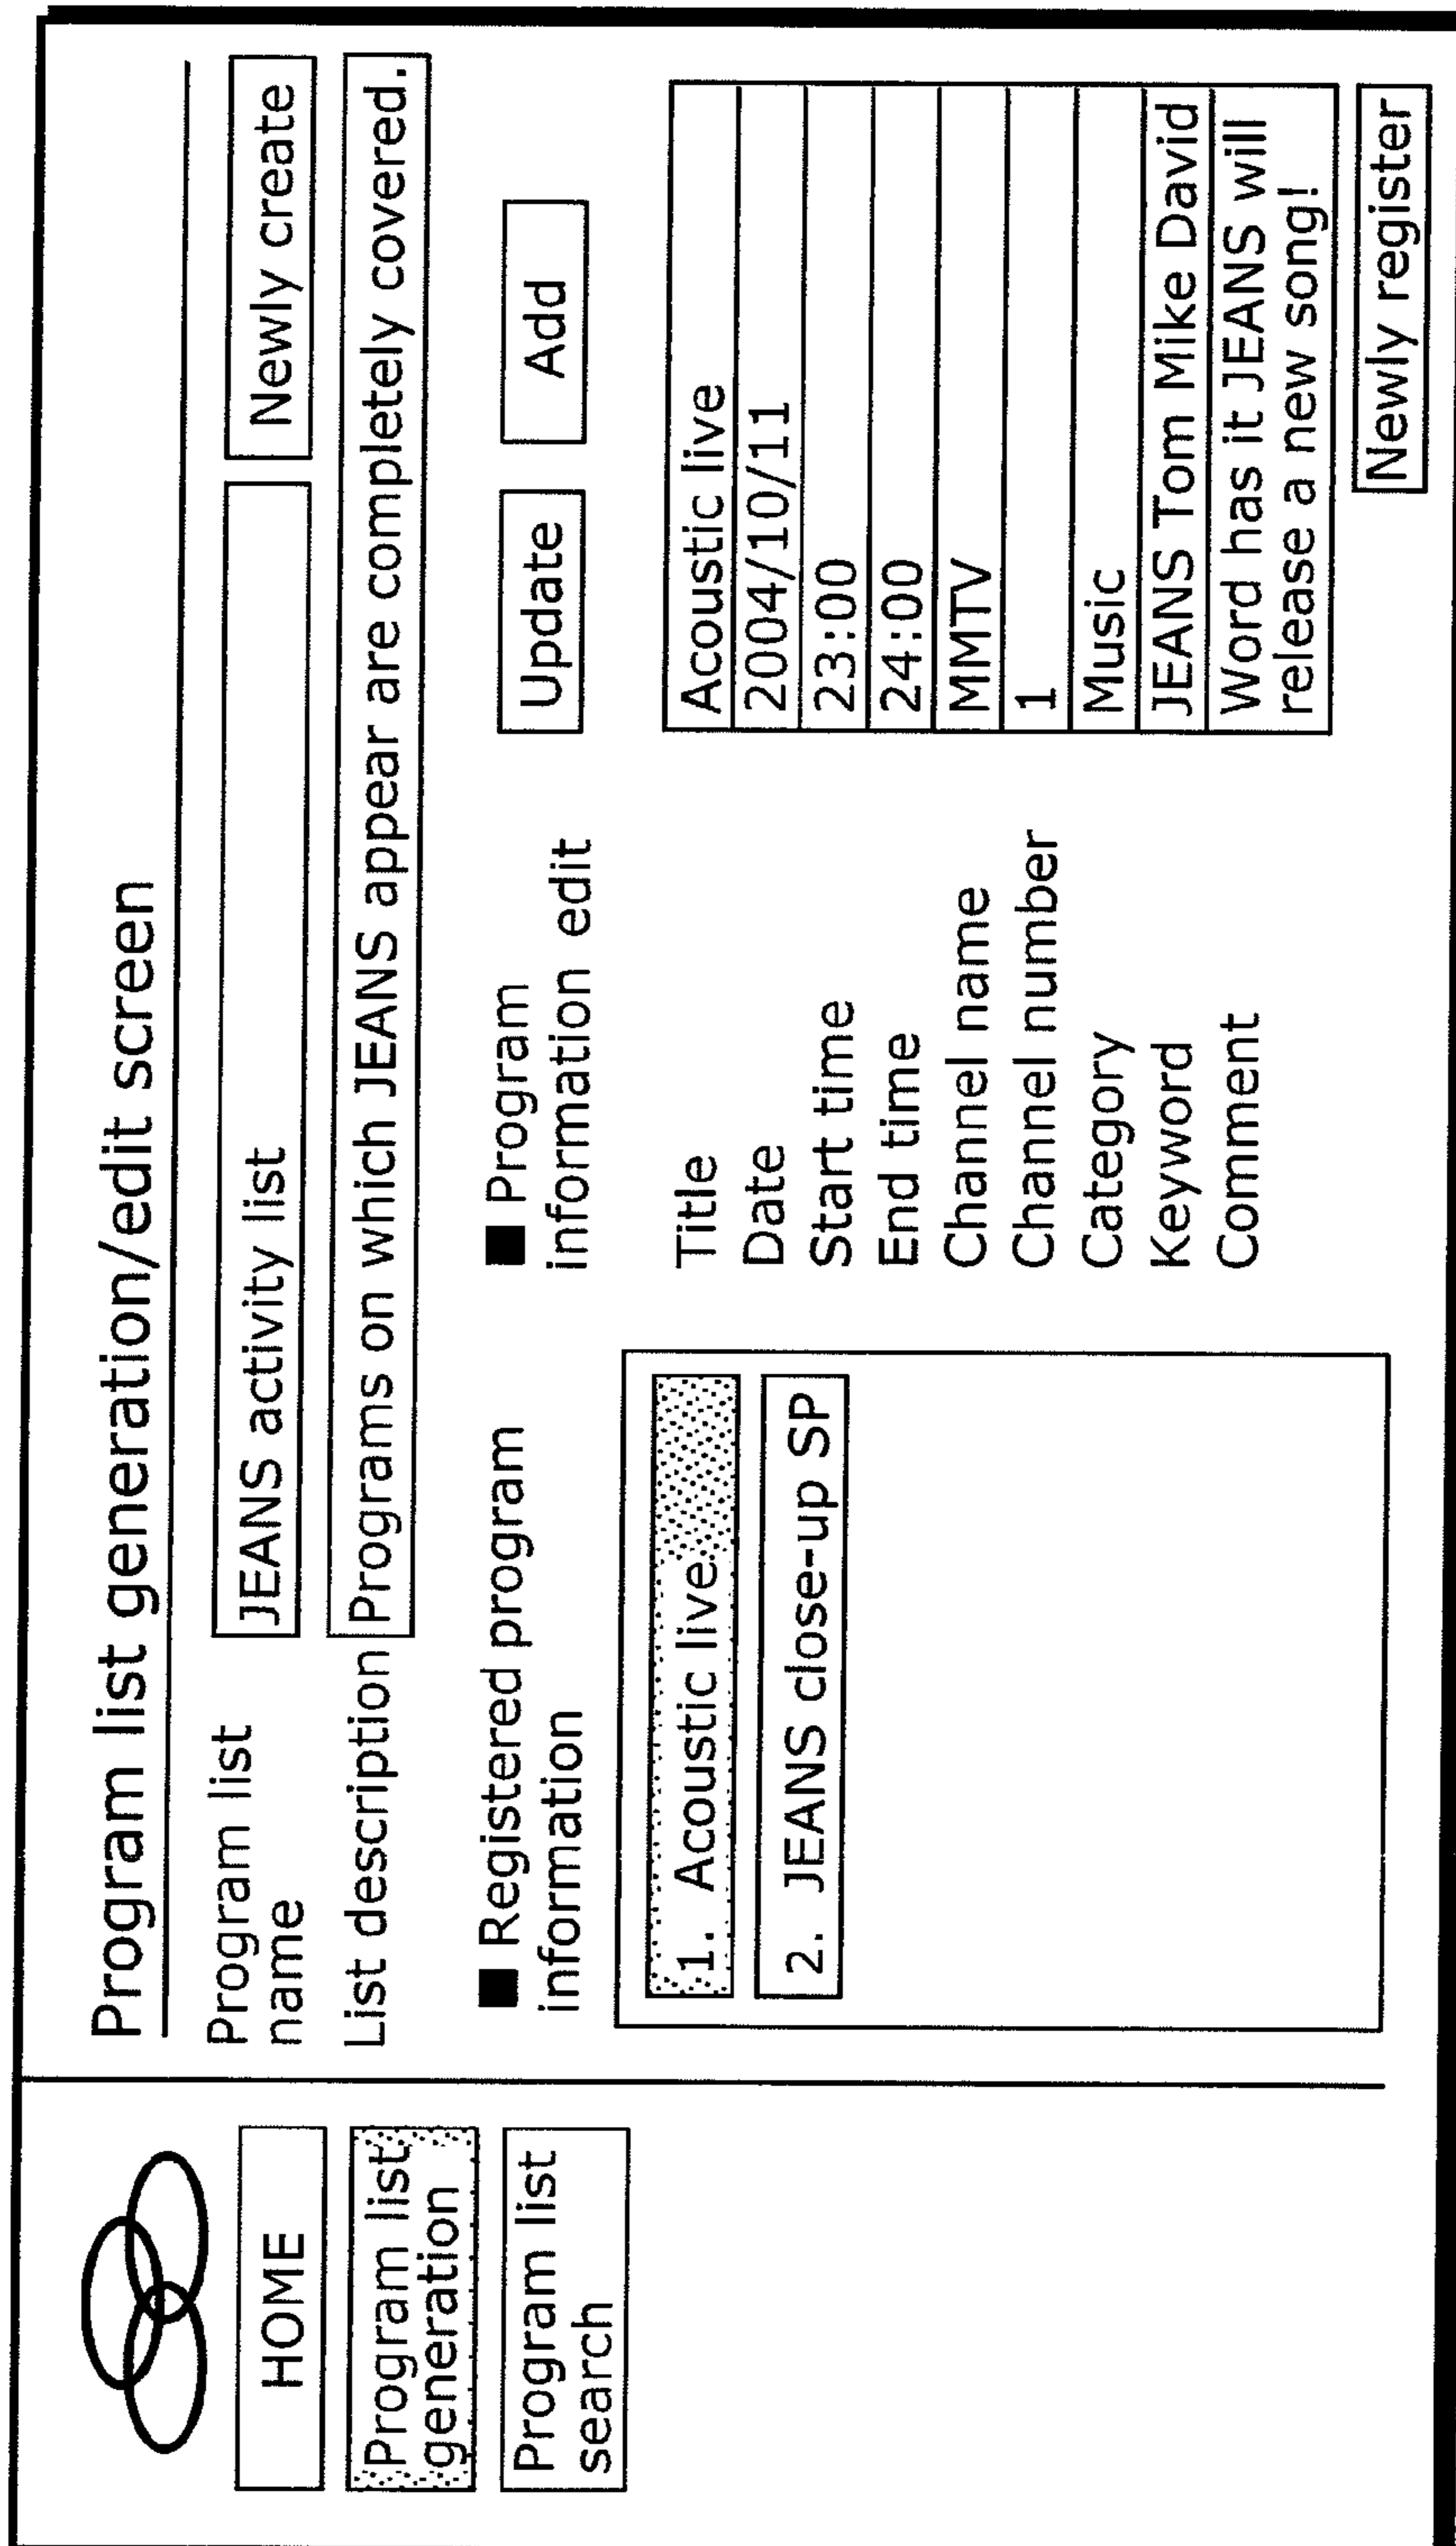 Program list generation/edit screen
HOME
Program list
generation
Program list
search
Program list
name
JEANS activity list
Newly create
List description
Programs on which JEANS appear are completely covered.
■ Registered program
information
1. Acoustic live
2. JEANS close-up SP
■ Program
information edit
Update
Add
Title
Acoustic live
Date
2004/10/11
Start time
23:00
End time
24:00
Channel name
MMTV
Channel number
1
Category
Music
Keyword
JEANS Tom Mike David
Comment
Word has it JEANS will
release a new song!
Newly register